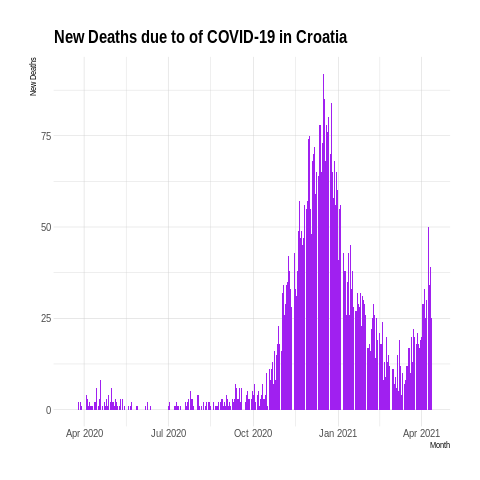 New Deaths due to of COVID-19 in Croatia
New Deaths
75
50
25
0
Apr 2020 Jul 2020 Oct 2020 Jan 2021 Apr 2021
Month